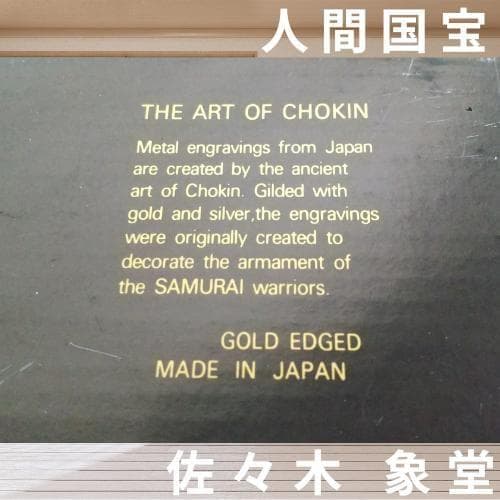 人間国宝
THE ART OF CHOKIN
Metal engravings from Japan
are created by the ancient
art of Chokin. Gilded with
gold and silver,the engravings
were originally created to
decorate the armament of
the SAMURAI warriors.
GOLD EDGED
MADE IN JAPAN
佐々木 象堂